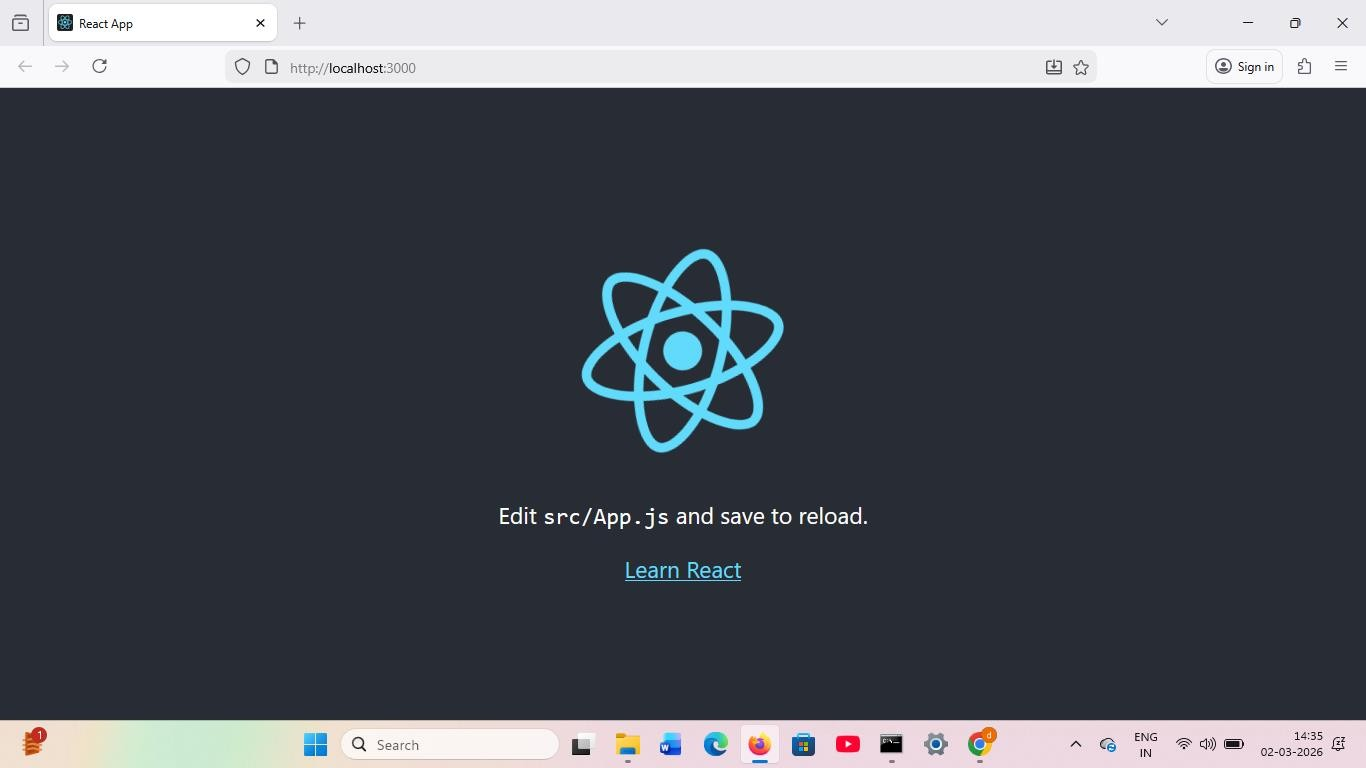 React App
http://localhost:3000
Sign in
Edit src/App.js and save to reload.
Learn React
1
Search
W
d
ENG
IN
14:35
02-03-2026